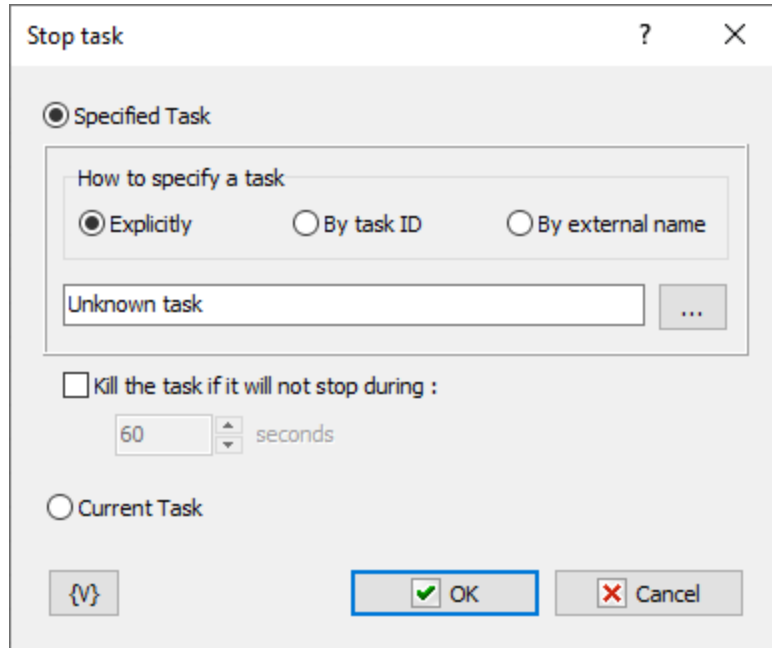 Stop task ?
Specified Task
How to specify a task
Explicitly By task ID By external name
Unknown task ...
Kill the task if it will not stop during :
60 seconds
Current Task
{V} OK Cancel